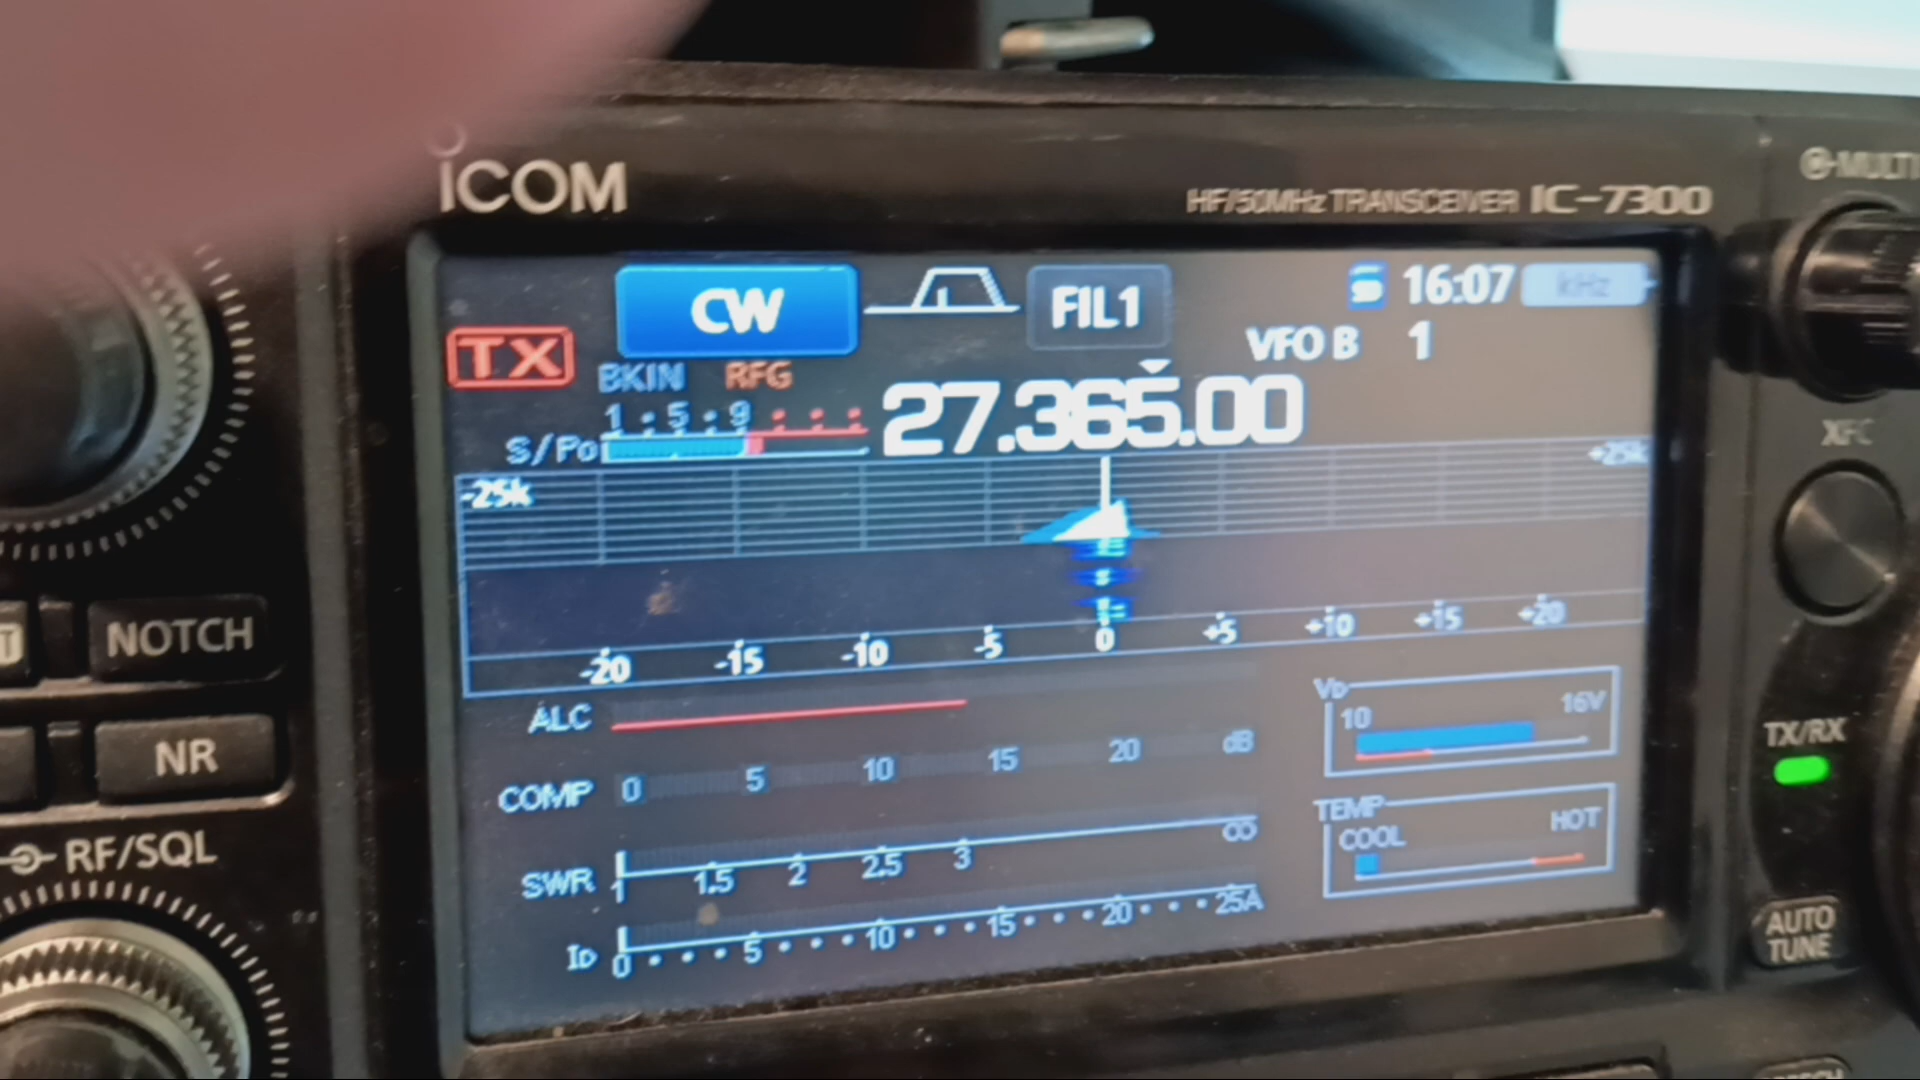 ICOM
HF/50MHz TRANSCEIVER IC-7300
MULTI
CW
FIL1
16:07
kHz
TX
BKIN
RFG
VFO B 1
1 5 9
27.365.00
S/Po
-25k
+25k
XFC
-20 -15 -10 -5 0 +5 +10 +15 +20
NOTCH
ALC
COMP 0 5 10 15 20 dB
SWR 1 1.5 2 2.5 3 ∞
ID 0 5 10 15 20 25A
VD
10 16V
TEMP
COOL HOT
TX/RX
NR
RF/SQL
AUTO
TUNE